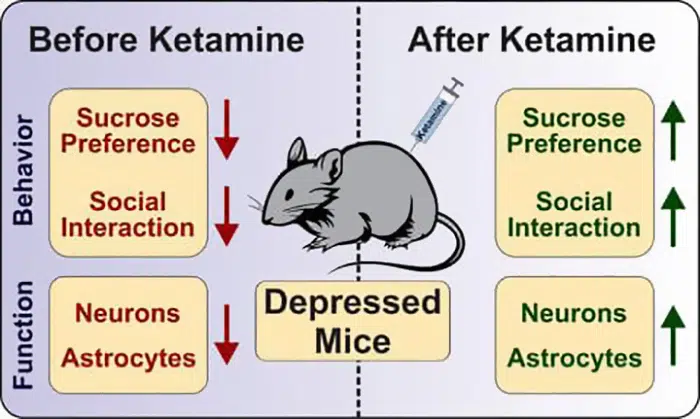 Before Ketamine
After Ketamine
Behavior
Sucrose
Preference
Social
Interaction
Ketamine
Sucrose
Preference
Social
Interaction
Function
Neurons
Astrocytes
Depressed
Mice
Neurons
Astrocytes